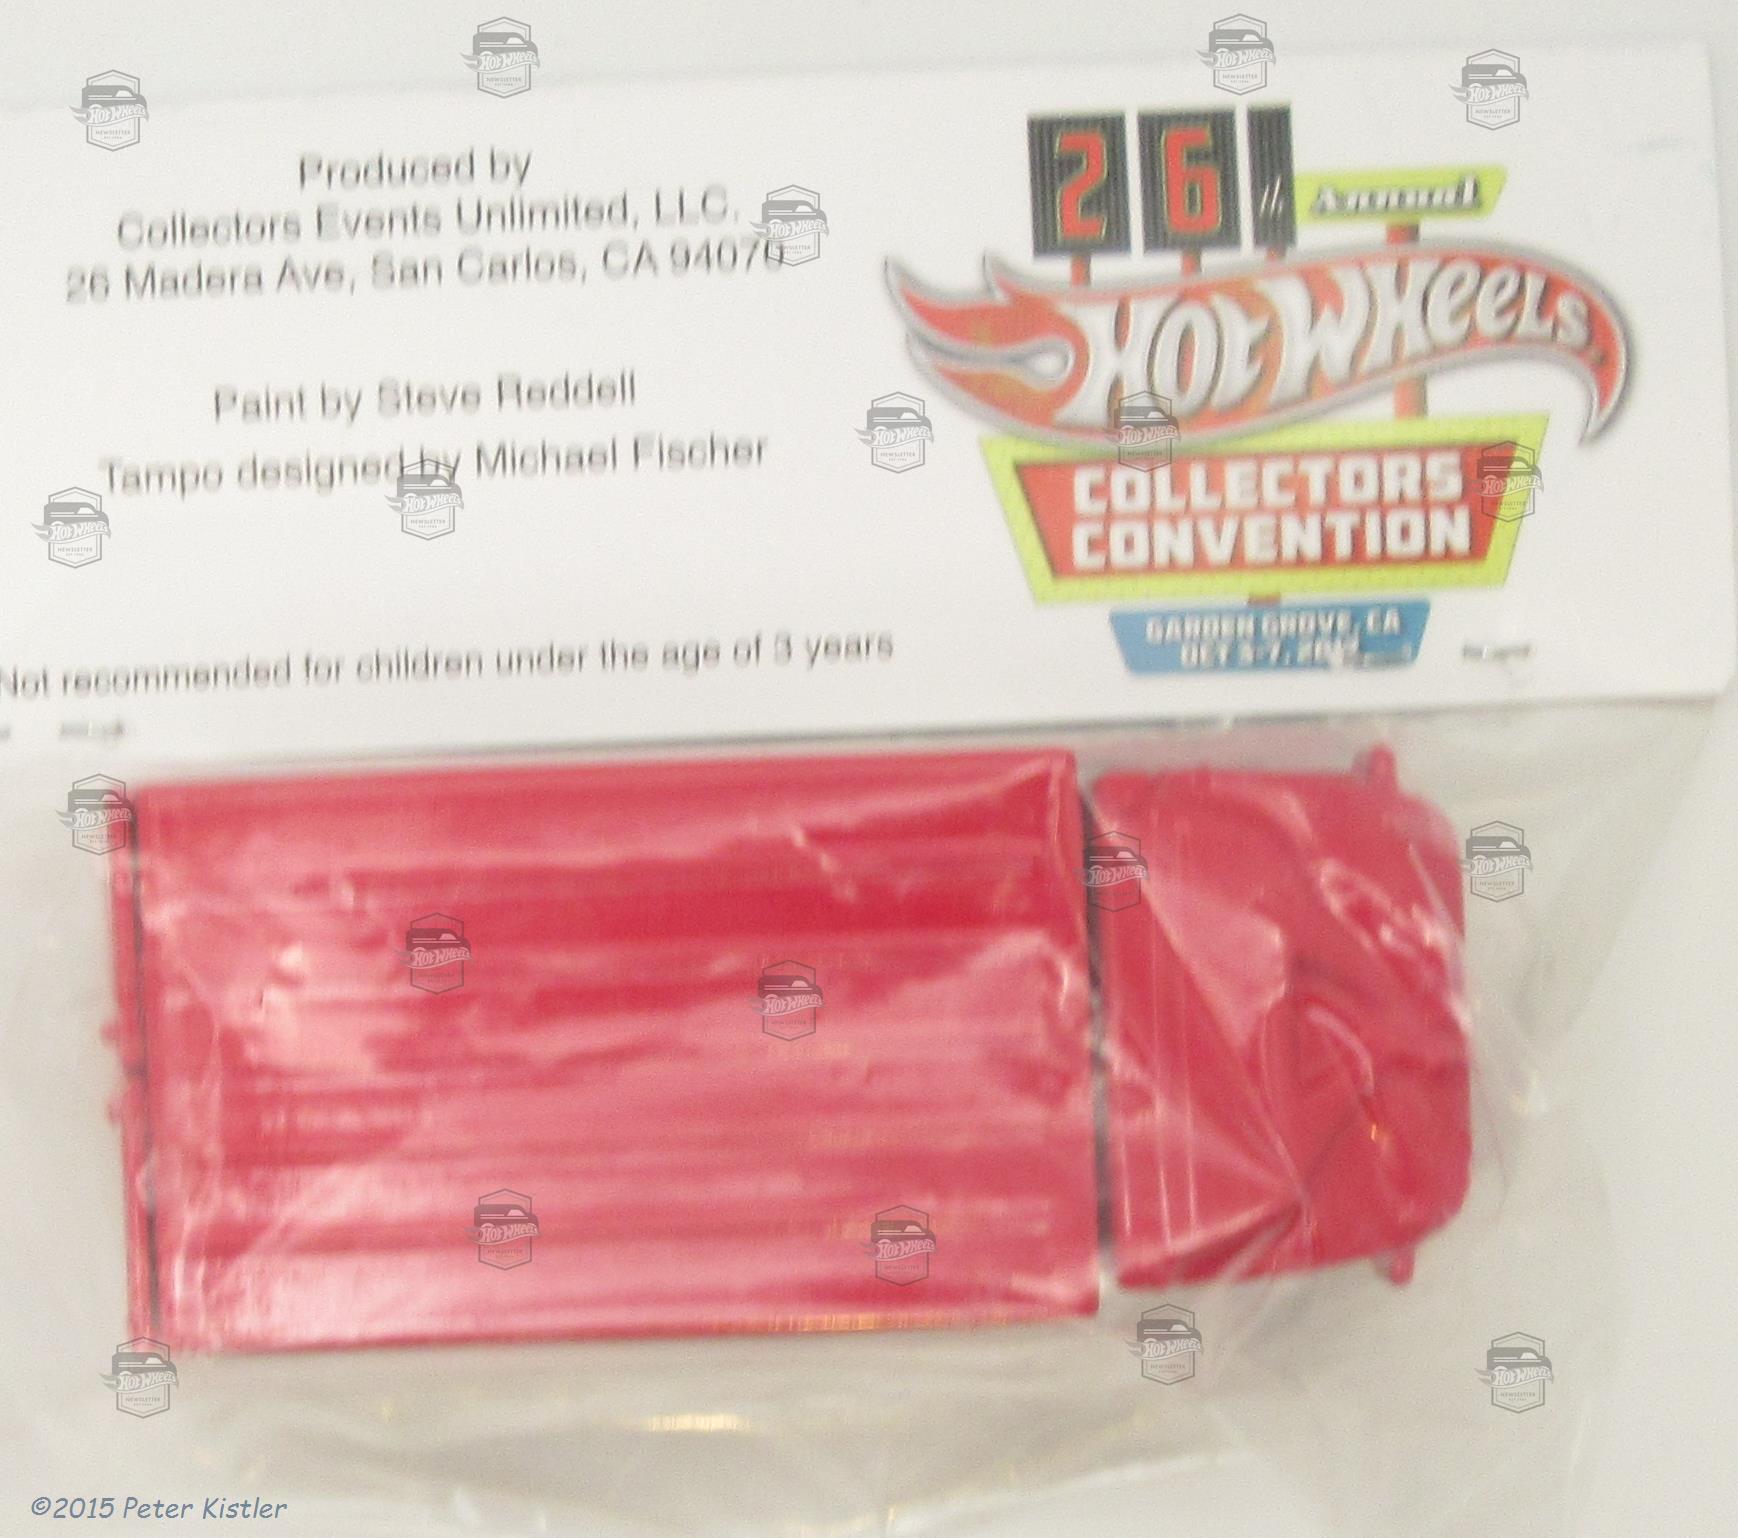 Produced by
Collectors Events Unlimited, LLC.
26 Madera Ave, San Carlos, CA 94070
Paint by Steve Reddell
Tampo designed by Michael Fischer
Not recommended for children under the age of 3 years
26th Annual
Hot Wheels
COLLECTORS
CONVENTION
GARDEN GROVE, CA
OCT
©2015 Peter Kistler